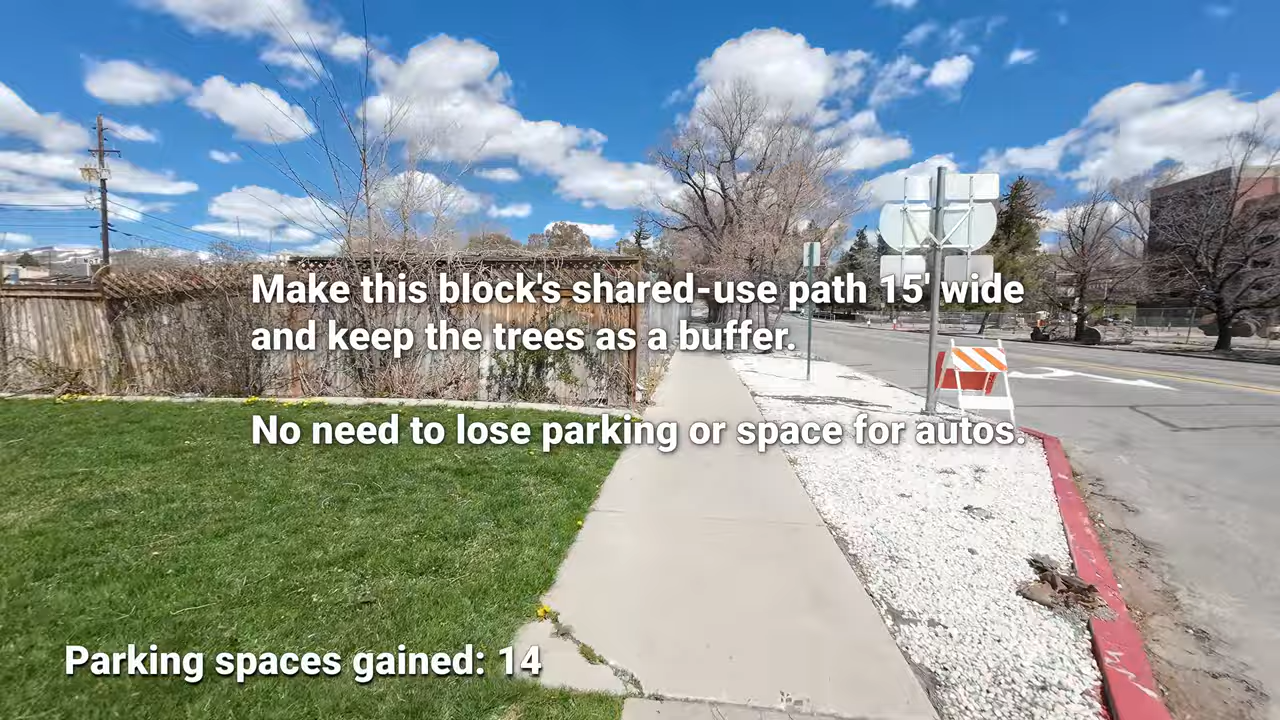 Make this block's shared-use path 15' wide
and keep the trees as a buffer.
No need to lose parking or space for autos.
Parking spaces gained: 14